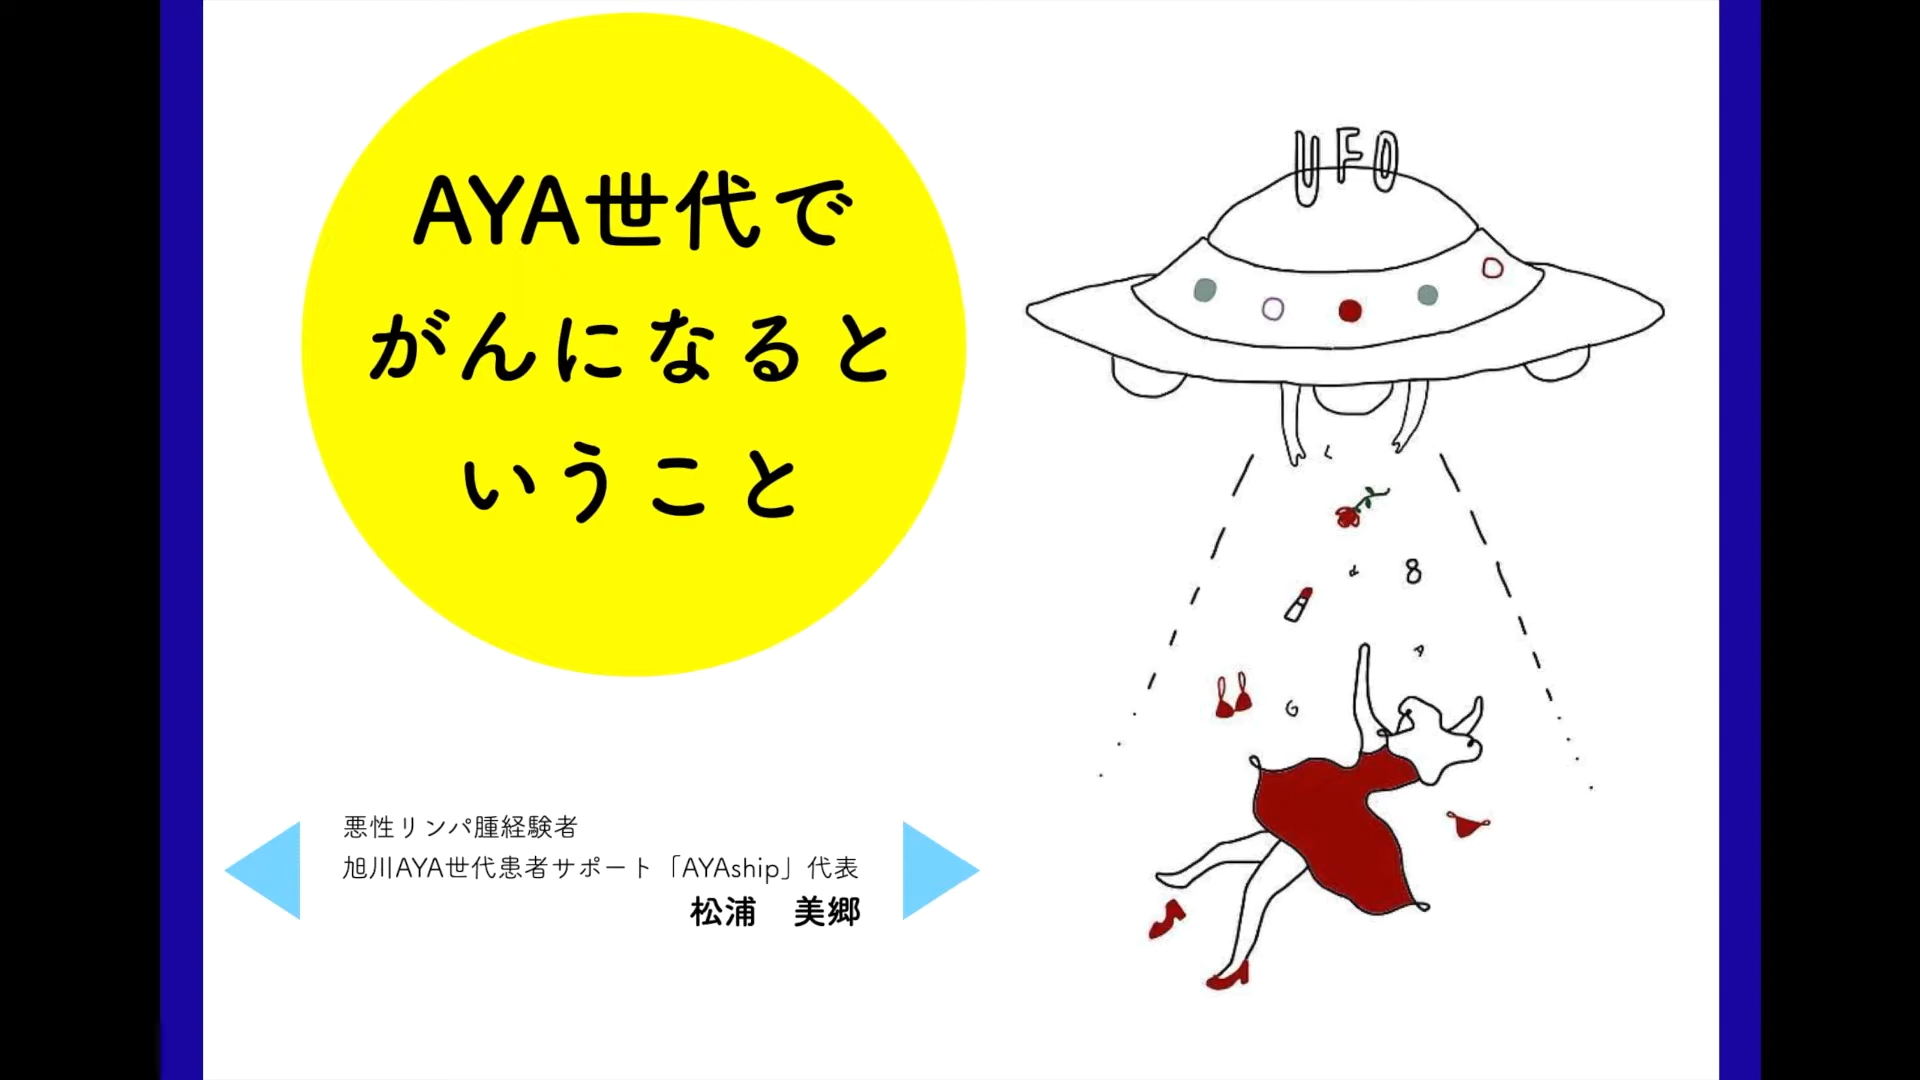 AYA世代で
がんになると
いうこと
UFO
8
G
悪性リンパ腫経験者
旭川AYA世代患者サポート「AYAship」代表
松浦　美郷